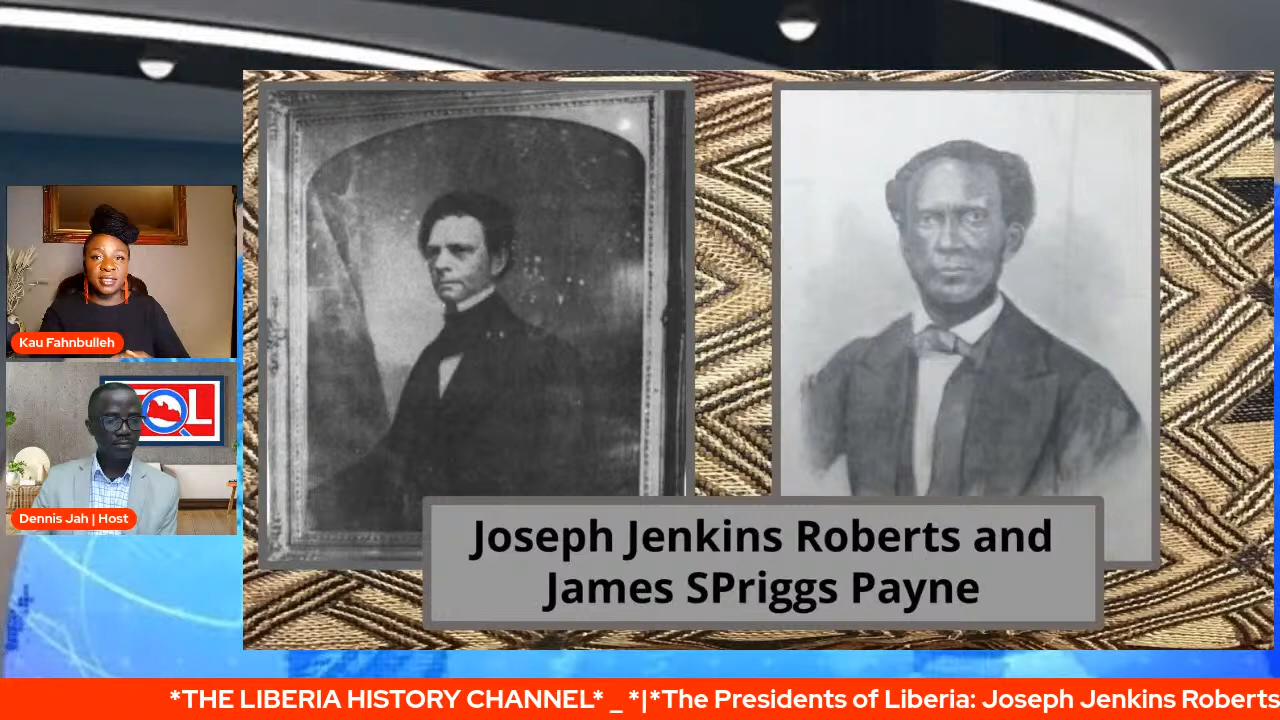 Kau Fahnbulleh
OL
Dennis Jah | Host
Joseph Jenkins Roberts and
James SPriggs Payne
*THE LIBERIA HISTORY CHANNEL* _ *|*The Presidents of Liberia: Joseph Jenkins Roberts